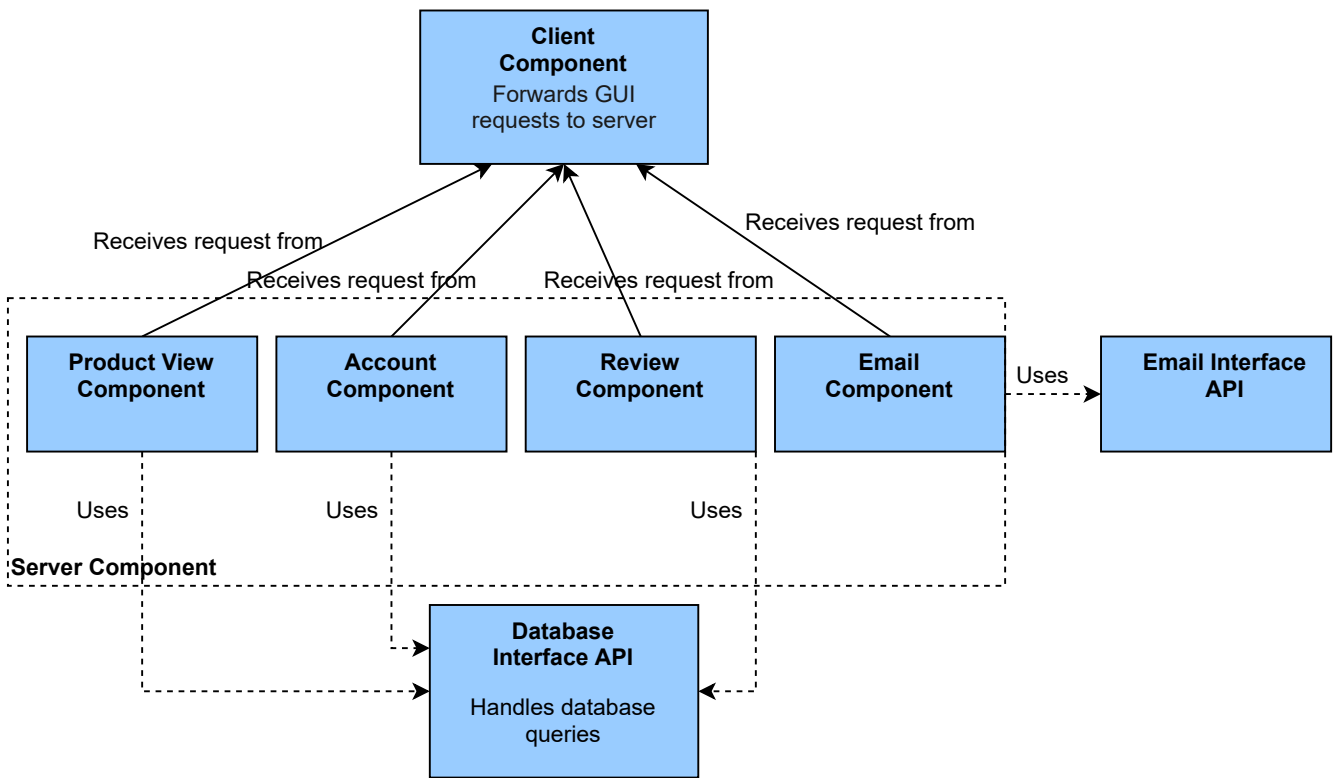 Client
Component
Forwards GUI
requests to server
Receives request from
Receives request from
Receives request from
Receives request from
Product View
Component
Account
Component
Review
Component
Email
Component
Uses
Email Interface
API
Uses
Uses
Uses
Server Component
Database
Interface API
Handles database
queries